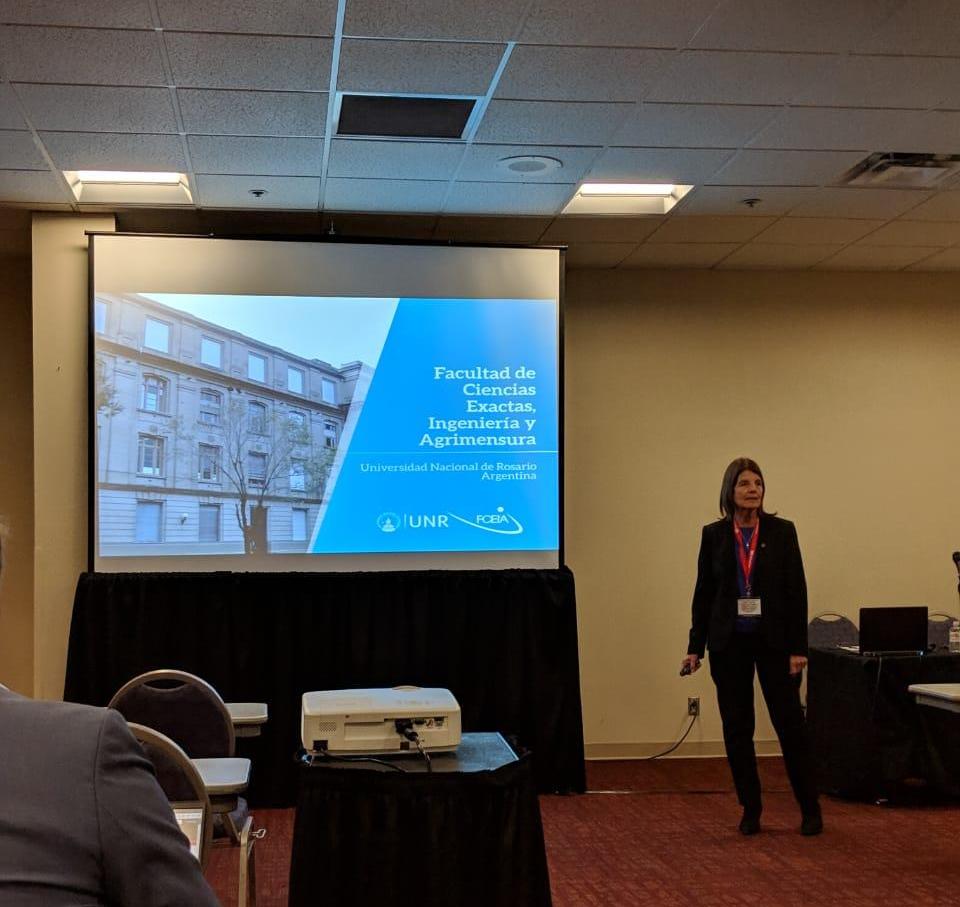 Facultad de
Ciencias
Exactas,
Ingeniería y
Agrimensura
Universidad Nacional de Rosario
Argentina
UNR
FCEIA